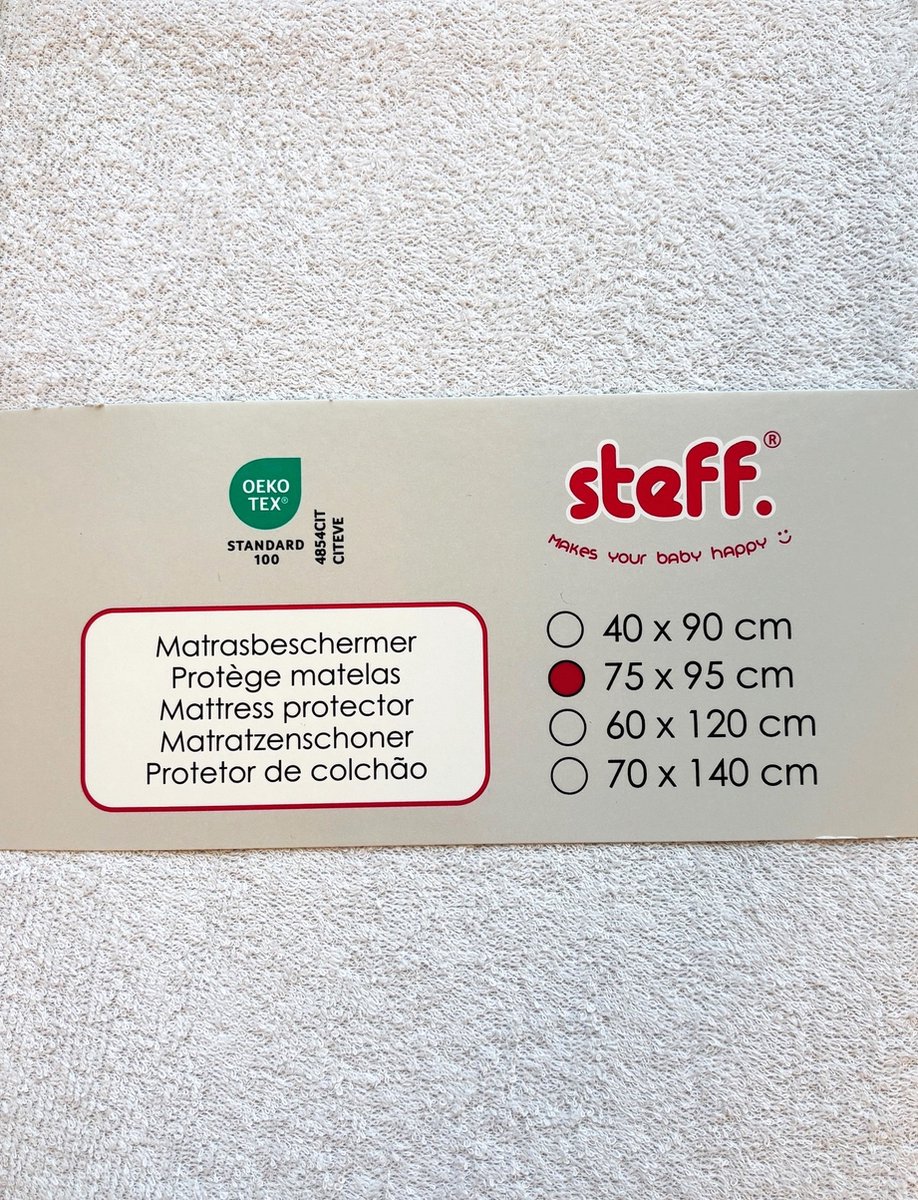 OEKO
TEX®
STANDARD
100
4854CIT
CITEVE
steff.®
Makes your baby happy
Matrasbeschermer
Protège matelas
Mattress protector
Matratzenschoner
Protetor de colchão
40 x 90 cm
75 x 95 cm
60 x 120 cm
70 x 140 cm